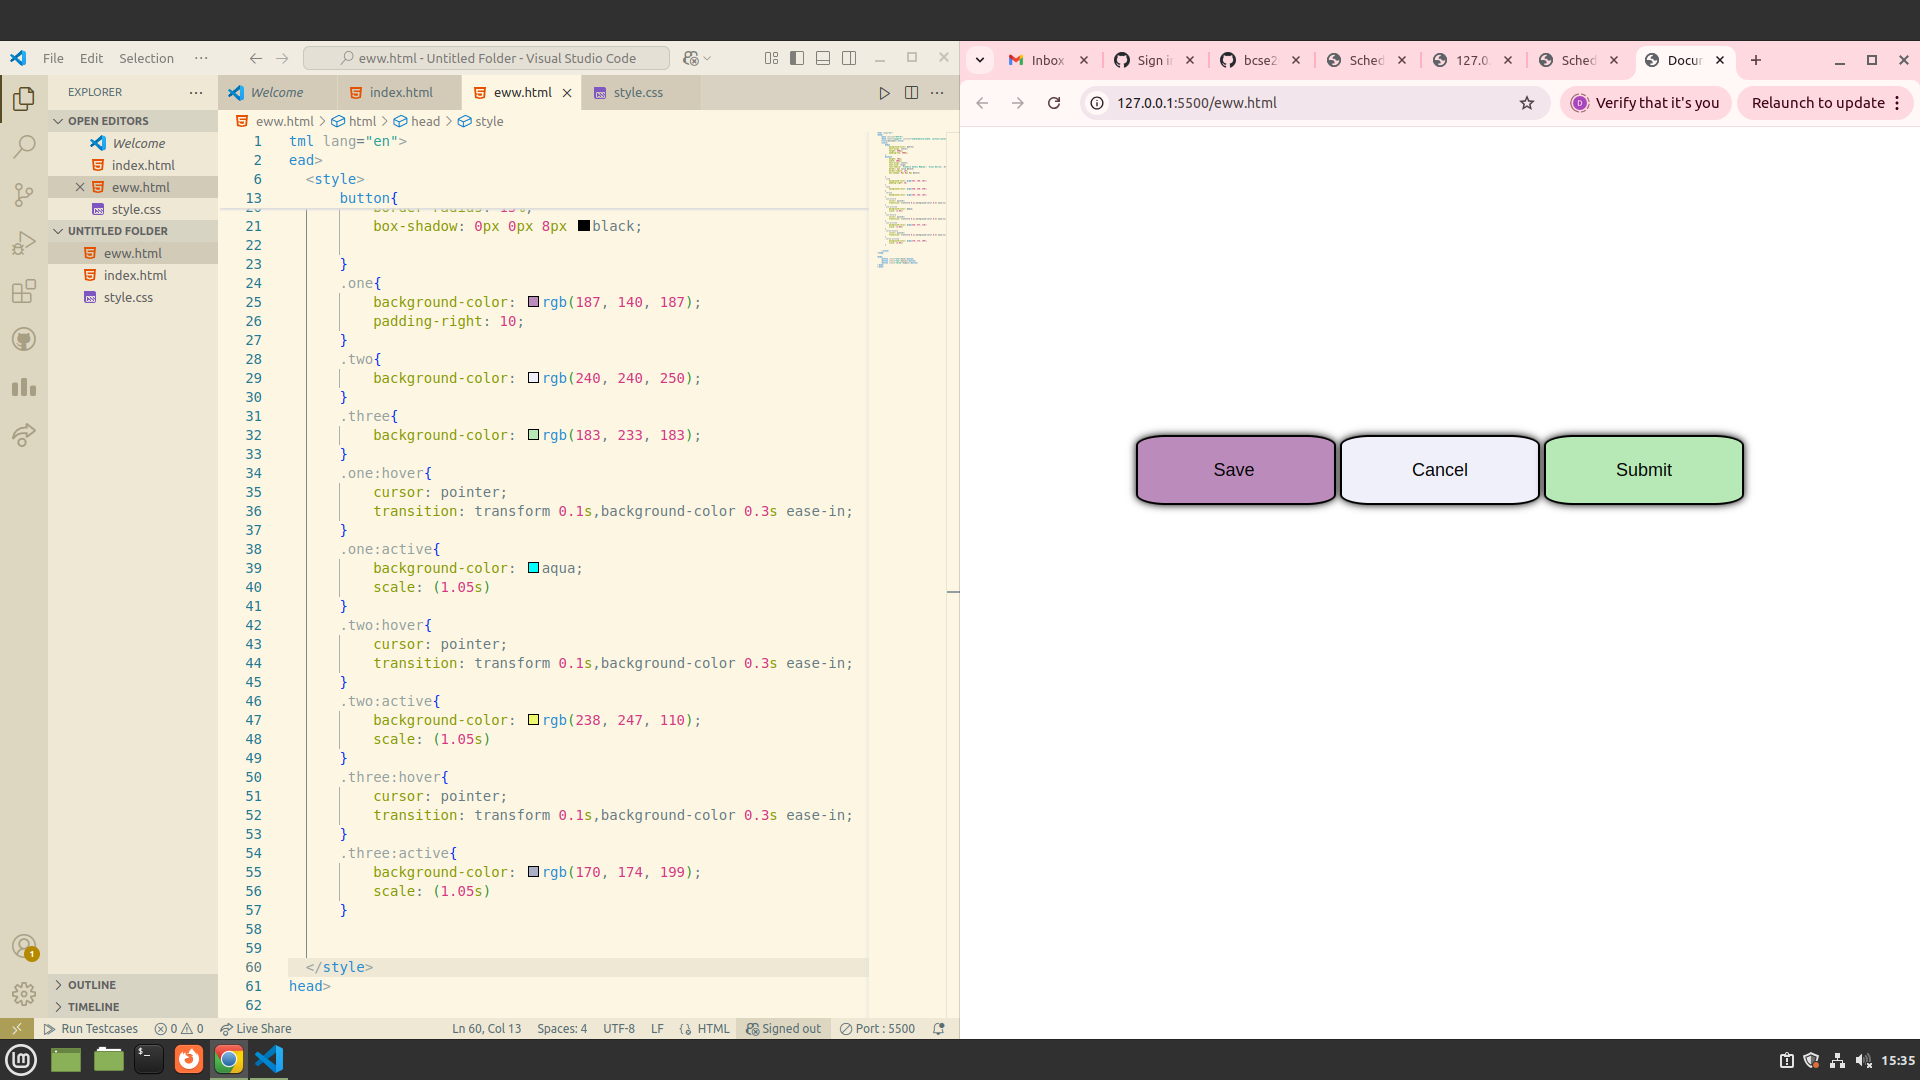 File Edit Selection ···
eww.html - Untitled Folder - Visual Studio Code
EXPLORER
OPEN EDITORS
Welcome
index.html
eww.html
style.css
UNTITLED FOLDER
eww.html
index.html
style.css
OUTLINE
TIMELINE
Welcome index.html eww.html style.css
eww.html > html > head > style
1 tml lang="en">
2 ead>
6 <style>
13 button{
21 box-shadow: 0px 0px 8px black;
22
23 }
24 .one{
25 background-color: rgb(187, 140, 187);
26 padding-right: 10;
27 }
28 .two{
29 background-color: rgb(240, 240, 250);
30 }
31 .three{
32 background-color: rgb(183, 233, 183);
33 }
34 .one:hover{
35 cursor: pointer;
36 transition: transform 0.1s,background-color 0.3s ease-in;
37 }
38 .one:active{
39 background-color: aqua;
40 scale: (1.05s)
41 }
42 .two:hover{
43 cursor: pointer;
44 transition: transform 0.1s,background-color 0.3s ease-in;
45 }
46 .two:active{
47 background-color: rgb(238, 247, 110);
48 scale: (1.05s)
49 }
50 .three:hover{
51 cursor: pointer;
52 transition: transform 0.1s,background-color 0.3s ease-in;
53 }
54 .three:active{
55 background-color: rgb(170, 174, 199);
56 scale: (1.05s)
57 }
58
59
60 </style>
61 head>
62
1
Run Testcases 0 0 Live Share Ln 60, Col 13 Spaces: 4 UTF-8 LF {} HTML Signed out Port : 5500
Inbox Sign in bcse2 Sched 127.0. Sched Docur
127.0.0.1:5500/eww.html D Verify that it's you Relaunch to update
Save Cancel Submit
15:35